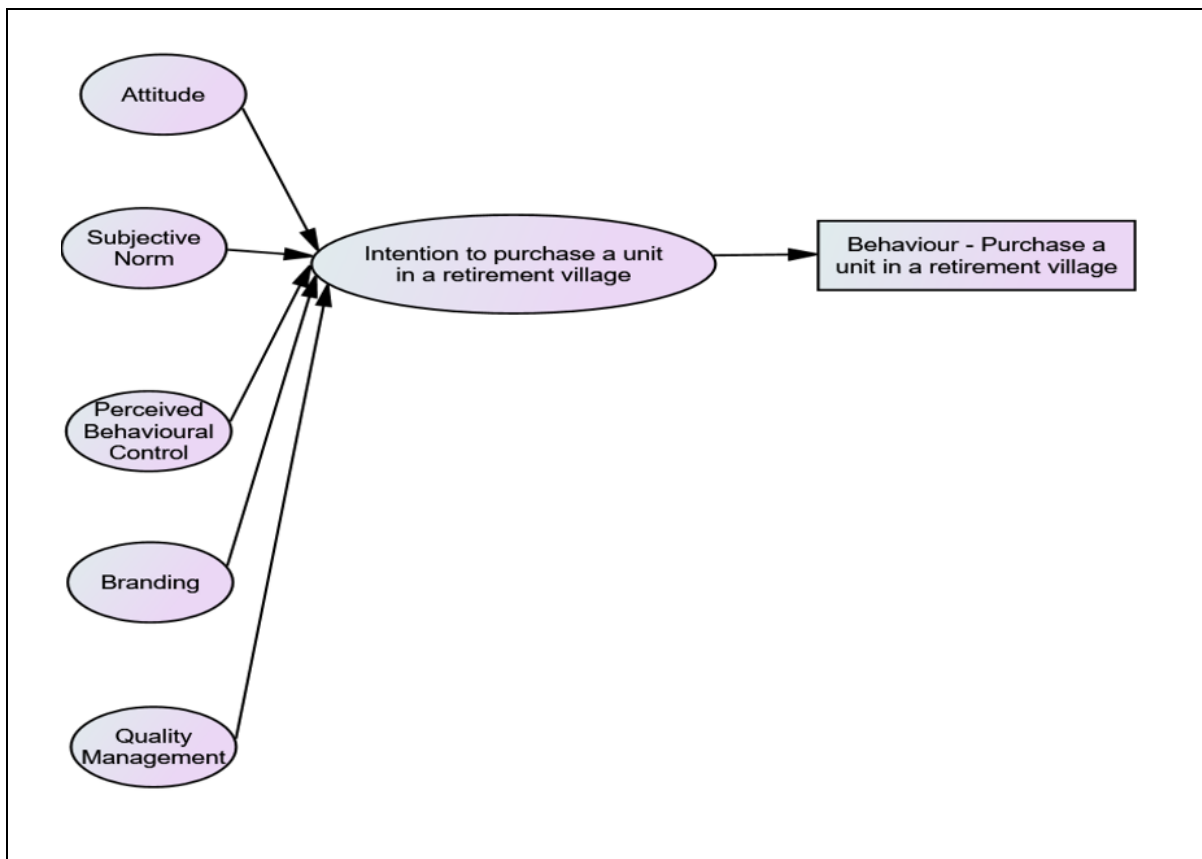 Attitude
Subjective
Norm
Intention to purchase a unit
in a retirement village
Behaviour - Purchase a
unit in a retirement village
Perceived
Behavioural
Control
Branding
Quality
Management